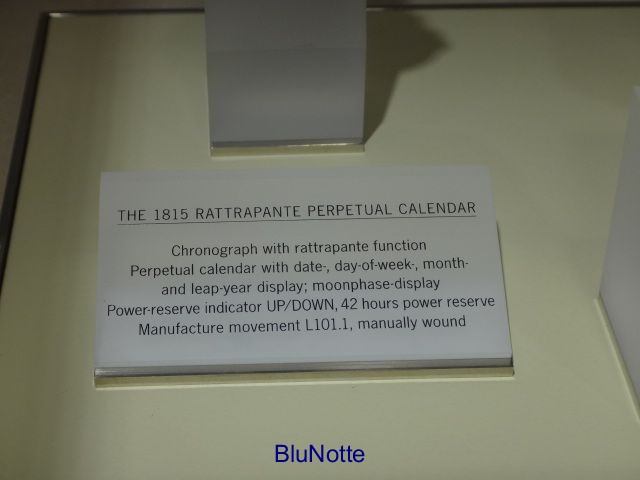 THE 1815 RATTRAPANTE PERPETUAL CALENDAR
Chronograph with rattrapante function
Perpetual calendar with date-, day-of-week-, month-
and leap-year display; moonphase-display
Power-reserve indicator UP/DOWN, 42 hours power reserve
Manufacture movement L101.1, manually wound
BluNotte